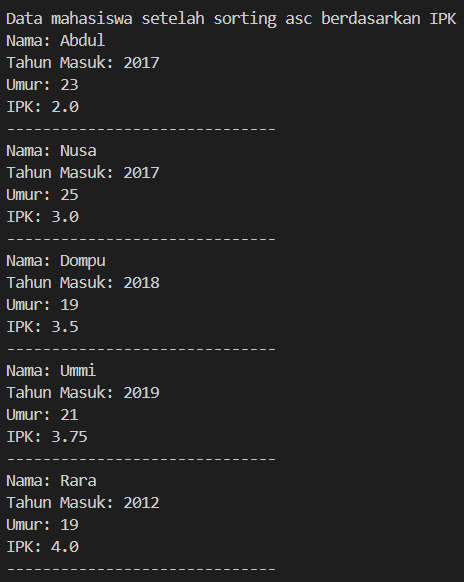 Data mahasiswa setelah sorting asc berdasarkan IPK
Nama: Abdul
Tahun Masuk: 2017
Umur: 23
IPK: 2.0
------------------------------
Nama: Nusa
Tahun Masuk: 2017
Umur: 25
IPK: 3.0
------------------------------
Nama: Dompu
Tahun Masuk: 2018
Umur: 19
IPK: 3.5
------------------------------
Nama: Ummi
Tahun Masuk: 2019
Umur: 21
IPK: 3.75
------------------------------
Nama: Rara
Tahun Masuk: 2012
Umur: 19
IPK: 4.0
------------------------------